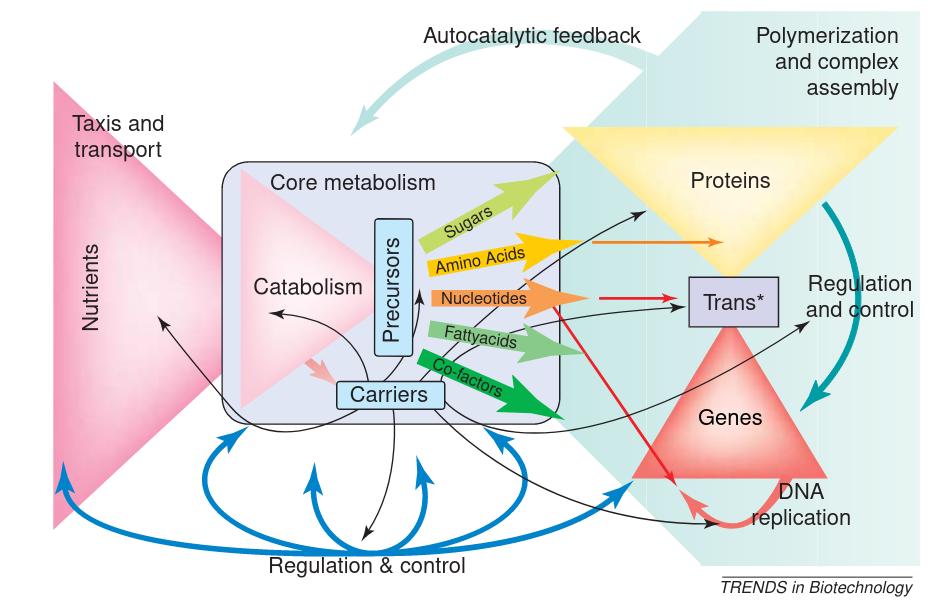 Autocatalytic feedback
Polymerization
and complex
assembly
Taxis and
transport
Core metabolism
Sugars
Proteins
Nutrients
Catabolism
Precursors
Amino Acids
Nucleotides
Trans*
Regulation
and control
Fattyacids
Co-factors
Carriers
Genes
DNA
replication
Regulation & control
TRENDS in Biotechnology